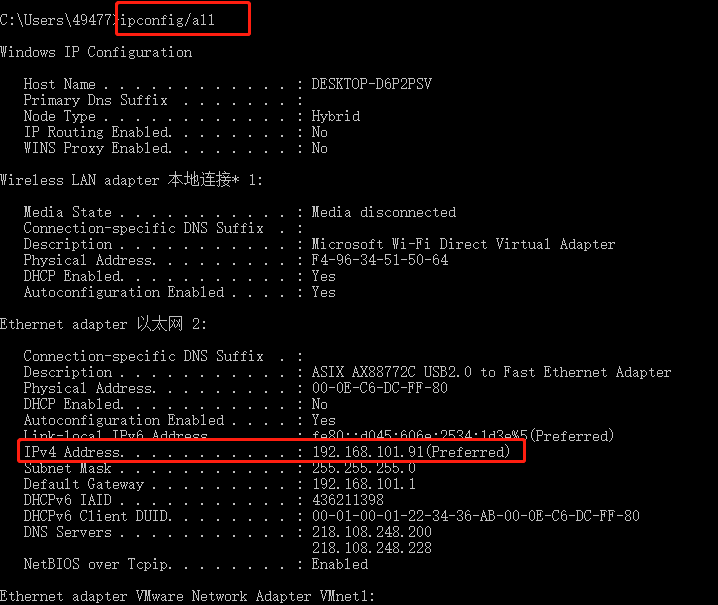 C:\Users\49477>ipconfig/all
Windows IP Configuration
Host Name . . . . . . . . . . . . : DESKTOP-D6P2PSV
Primary Dns Suffix . . . . . . . :
Node Type . . . . . . . . . . . . : Hybrid
IP Routing Enabled. . . . . . . . : No
WINS Proxy Enabled. . . . . . . . : No
Wireless LAN adapter 本地连接* 1:
Media State . . . . . . . . . . . : Media disconnected
Connection-specific DNS Suffix . :
Description . . . . . . . . . . . : Microsoft Wi-Fi Direct Virtual Adapter
Physical Address. . . . . . . . . : F4-96-34-51-50-64
DHCP Enabled. . . . . . . . . . . : Yes
Autoconfiguration Enabled . . . . : Yes
Ethernet adapter 以太网 2:
Connection-specific DNS Suffix . :
Description . . . . . . . . . . . : ASIX AX88772C USB2.0 to Fast Ethernet Adapter
Physical Address. . . . . . . . . : 00-0E-C6-DC-FF-80
DHCP Enabled. . . . . . . . . . . : No
Autoconfiguration Enabled . . . . : Yes
Link-local IPv6 Address . . . . . : fe80::d045:606e:2534:1d3e%5(Preferred)
IPv4 Address. . . . . . . . . . . : 192.168.101.91(Preferred)
Subnet Mask . . . . . . . . . . . : 255.255.255.0
Default Gateway . . . . . . . . . : 192.168.101.1
DHCPv6 IAID . . . . . . . . . . . : 436211398
DHCPv6 Client DUID. . . . . . . . : 00-01-00-01-22-34-36-AB-00-0E-C6-DC-FF-80
DNS Servers . . . . . . . . . . . : 218.108.248.200
218.108.248.228
NetBIOS over Tcpip. . . . . . . . : Enabled
Ethernet adapter VMware Network Adapter VMnet1: